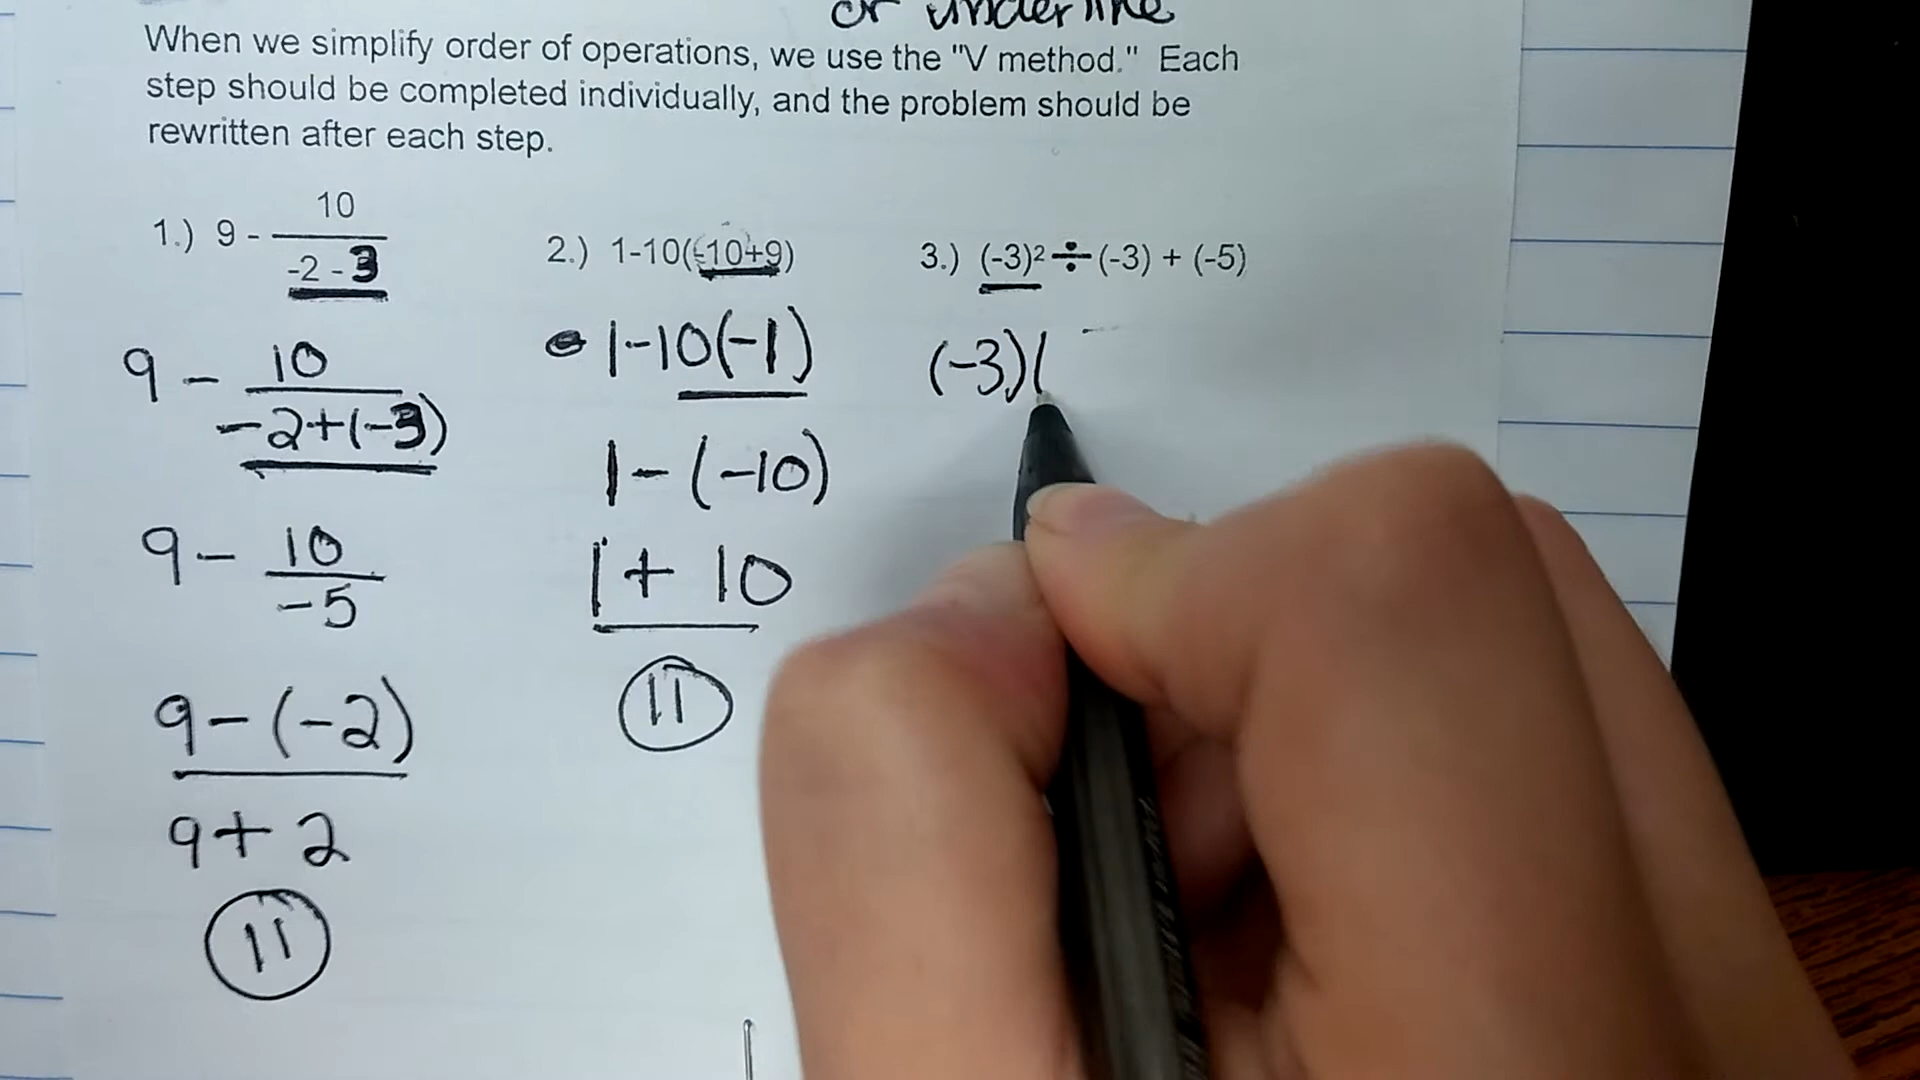 or underline
When we simplify order of operations, we use the "V method." Each
step should be completed individually, and the problem should be
rewritten after each step.
1.) 9 - 10
-2 - 3
9 - 10
-2+(-3)
9 - 10
-5
9-(-2)
9+2
11
2.) 1-10(-10+9)
1-10(-1)
1-(-10)
1+10
11
3.) (-3)² ÷ (-3) + (-5)
(-3)(